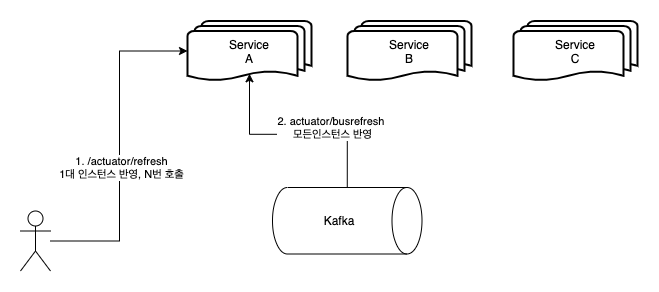 Service
A
Service
B
Service
C
2. actuator/busrefresh
모든인스턴스 반영
1. /actuator/refresh
1대 인스턴스 반영, N번 호출
Kafka